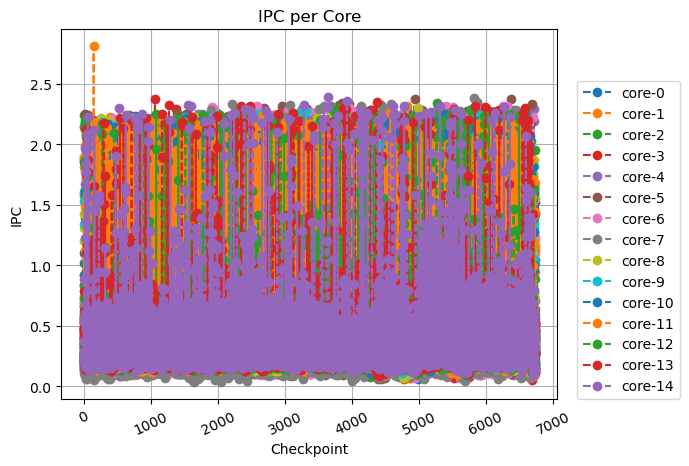 IPC per Core
IPC
2.5
2.0
1.5
1.0
0.5
0.0
0
1000
2000
3000
4000
5000
6000
7000
Checkpoint
core-0
core-1
core-2
core-3
core-4
core-5
core-6
core-7
core-8
core-9
core-10
core-11
core-12
core-13
core-14